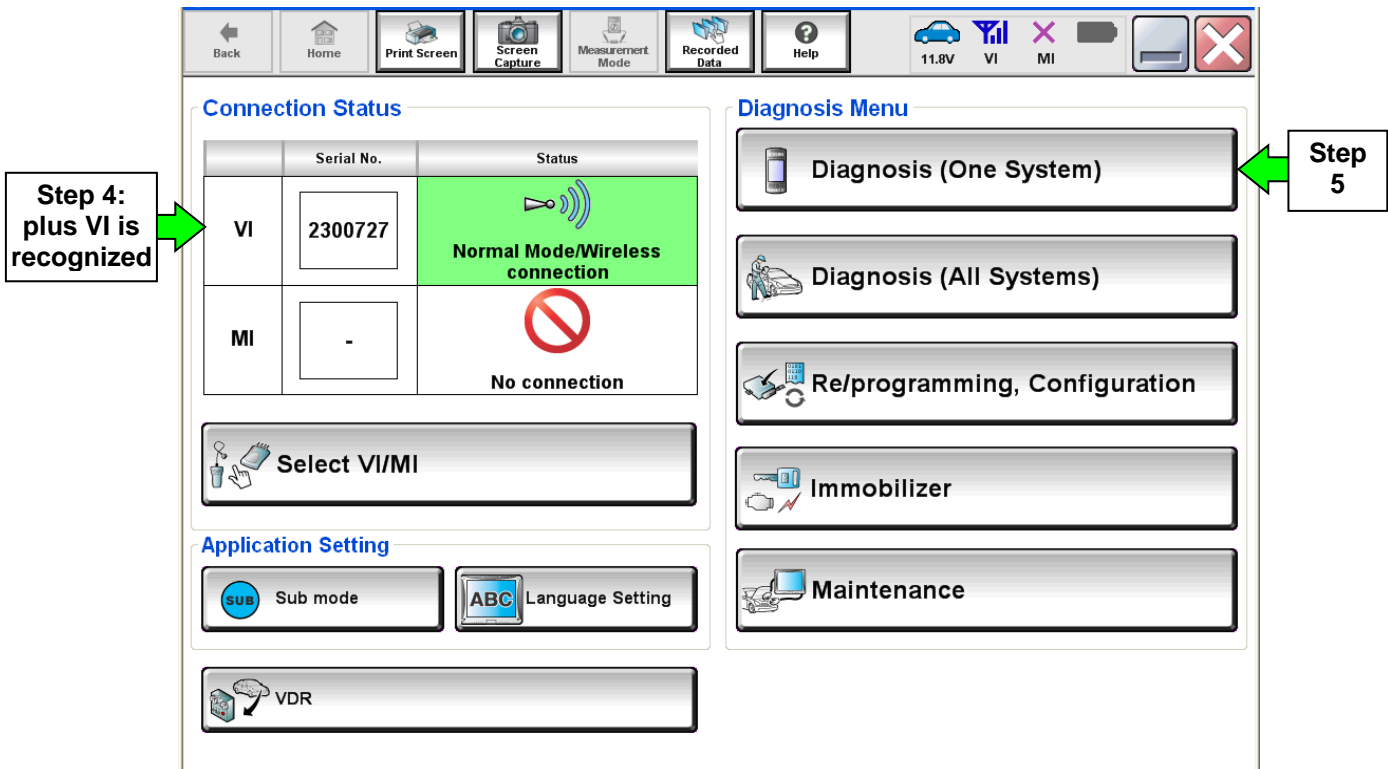 Back
Home
Print Screen
Screen
Capture
Measurement
Mode
Recorded
Data
?
Help
11.8V
VI
MI
Connection Status
Serial No.
Status
VI
2300727
Normal Mode/Wireless
connection
MI
-
No connection
Select VI/MI
Application Setting
SUB
Sub mode
ABC
Language Setting
VDR
Diagnosis Menu
Diagnosis (One System)
Diagnosis (All Systems)
Re/programming, Configuration
Immobilizer
Maintenance
Step 4:
plus VI is
recognized
Step
5